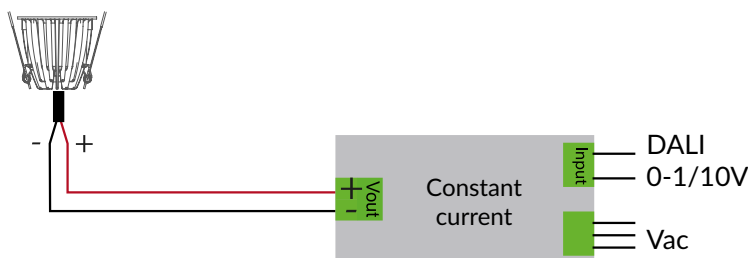 - +
+
-
Vout
Constant
current
Input
DALI
0-1/10V
Vac